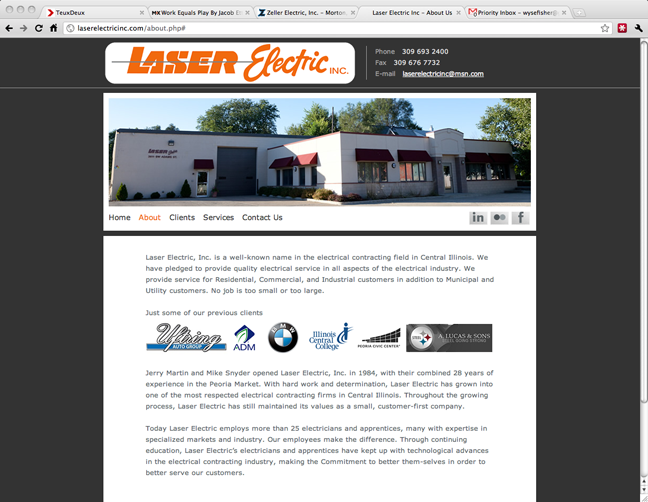 TeuxDeux
Work Equals Play By Jacob E
Zeller Electric, Inc. – Morton,
Laser Electric Inc – About Us
Priority Inbox – wysefisher@
laserelectricinc.com/about.php#
LASER Electric INC.
Phone 309 693 2400
Fax 309 676 7732
E-mail laserelectricinc@msn.com
LASER
Home About Clients Services Contact Us
in f
Laser Electric, Inc. is a well-known name in the electrical contracting field in Central Illinois. We
have pledged to provide quality electrical service in all aspects of the electrical industry. We
provide service for Residential, Commercial, and Industrial customers in addition to Municipal and
Utility customers. No job is too small or too large.
Just some of our previous clients
Uftring
AUTO GROUP
ADM
BMW
Illinois
Central
College
PEORIA CIVIC CENTER
A. LUCAS & SONS
STEEL GOING STRONG
Jerry Martin and Mike Snyder opened Laser Electric, Inc. in 1984, with their combined 28 years of
experience in the Peoria Market. With hard work and determination, Laser Electric has grown into
one of the most respected electrical contracting firms in Central Illinois. Throughout the growing
process, Laser Electric has still maintained its values as a small, customer-first company.
Today Laser Electric employs more than 25 electricians and apprentices, many with expertise in
specialized markets and industry. Our employees make the difference. Through continuing
education, Laser Electric's electricians and apprentices have kept up with technological advances
in the electrical contracting industry, making the Commitment to better them-selves in order to
better serve our customers.